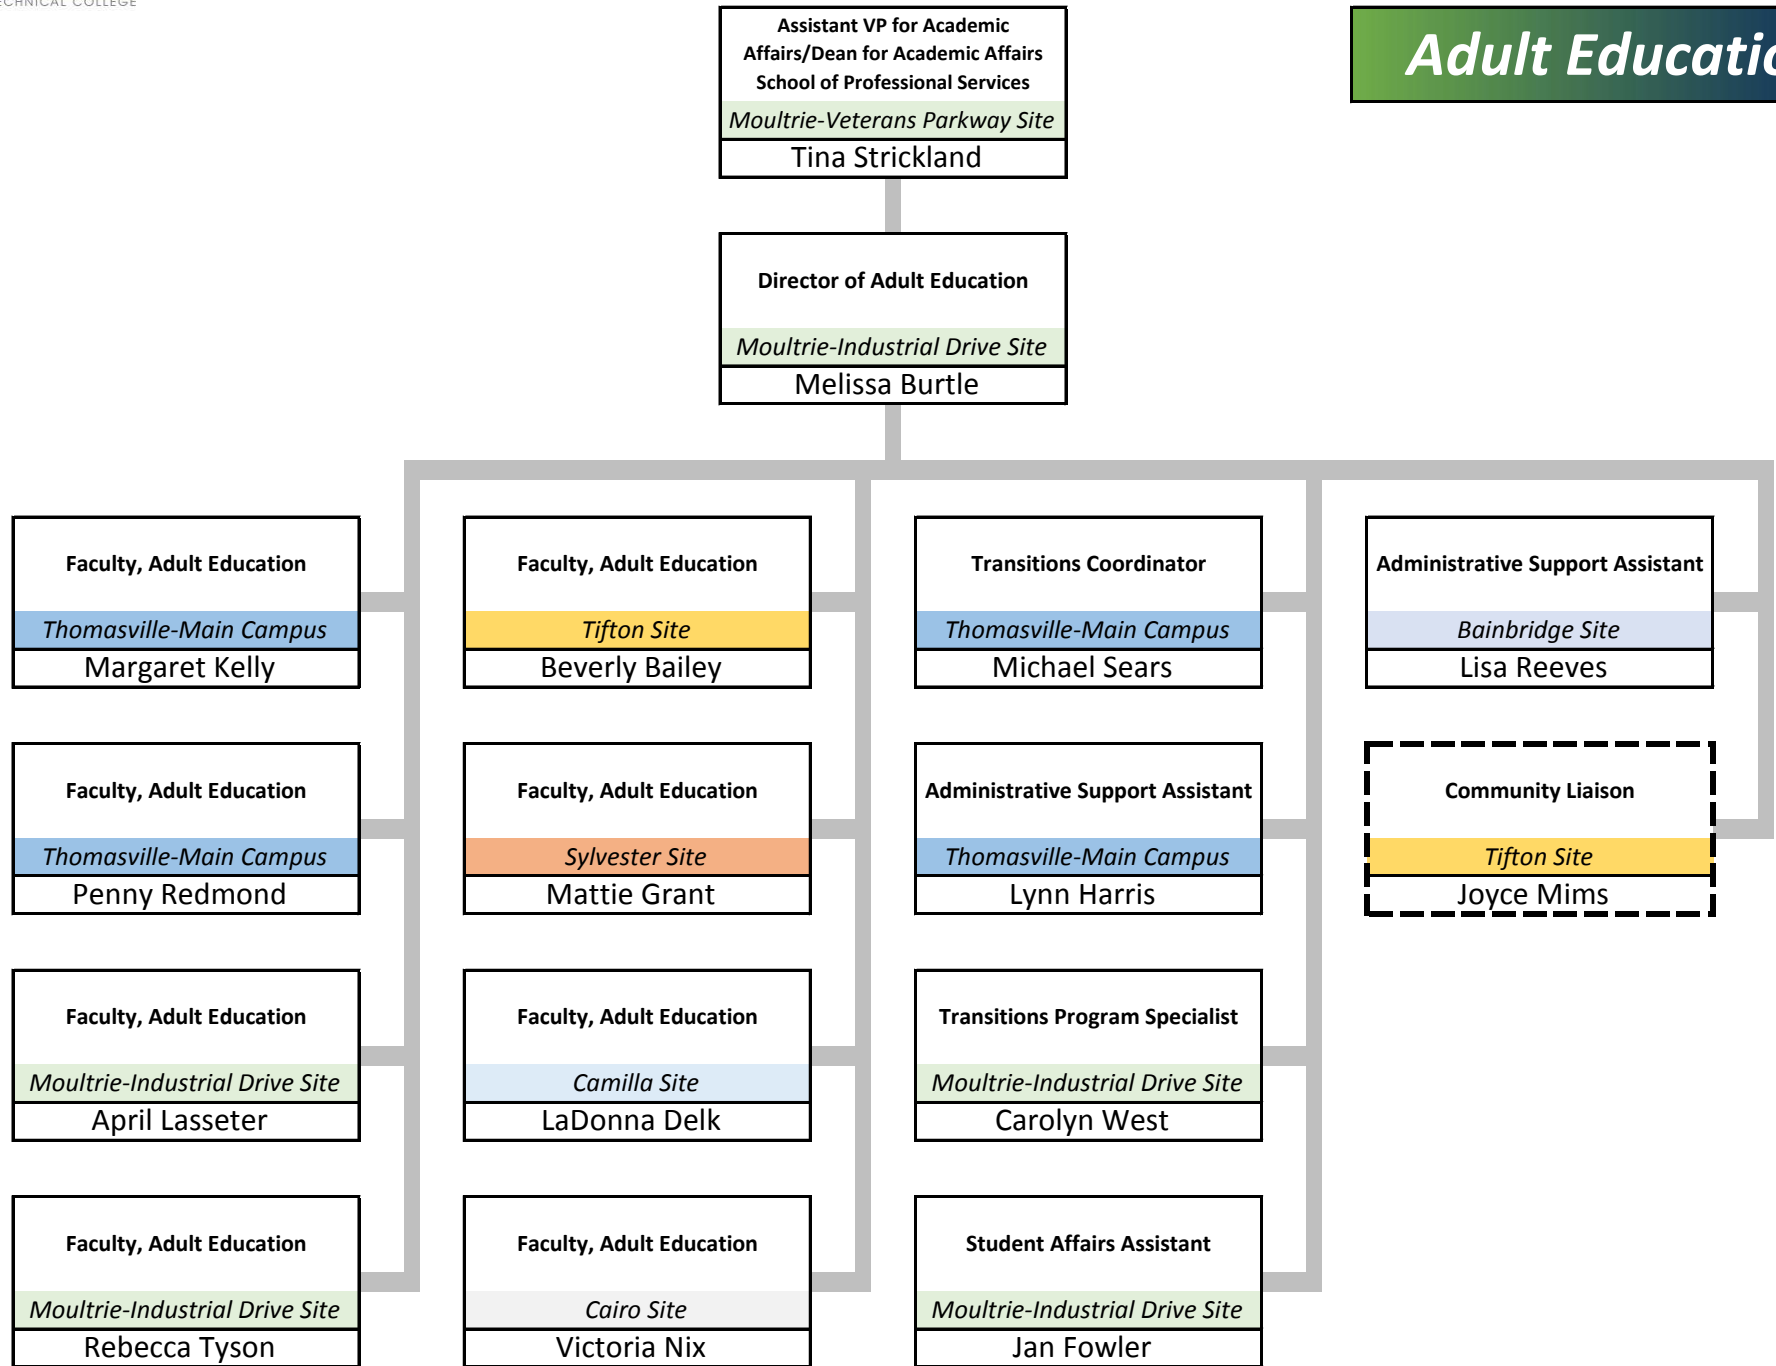 TECHNICAL COLLEGE
Adult Educatio
Assistant VP for Academic
Affairs/Dean for Academic Affairs
School of Professional Services
Moultrie-Veterans Parkway Site
Tina Strickland
Director of Adult Education
Moultrie-Industrial Drive Site
Melissa Burtle
Faculty, Adult Education
Thomasville-Main Campus
Margaret Kelly
Faculty, Adult Education
Tifton Site
Beverly Bailey
Transitions Coordinator
Thomasville-Main Campus
Michael Sears
Administrative Support Assistant
Bainbridge Site
Lisa Reeves
Faculty, Adult Education
Thomasville-Main Campus
Penny Redmond
Faculty, Adult Education
Sylvester Site
Mattie Grant
Administrative Support Assistant
Thomasville-Main Campus
Lynn Harris
Community Liaison
Tifton Site
Joyce Mims
Faculty, Adult Education
Moultrie-Industrial Drive Site
April Lasseter
Faculty, Adult Education
Camilla Site
LaDonna Delk
Transitions Program Specialist
Moultrie-Industrial Drive Site
Carolyn West
Faculty, Adult Education
Moultrie-Industrial Drive Site
Rebecca Tyson
Faculty, Adult Education
Cairo Site
Victoria Nix
Student Affairs Assistant
Moultrie-Industrial Drive Site
Jan Fowler